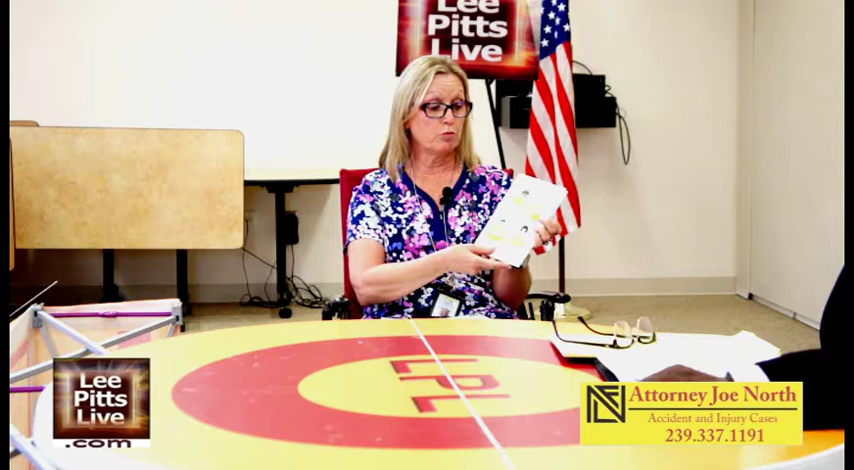 Lee
Pitts
Live
LPL
Lee
Pitts
Live
.com
Attorney Joe North
Accident and Injury Cases
239.337.1191